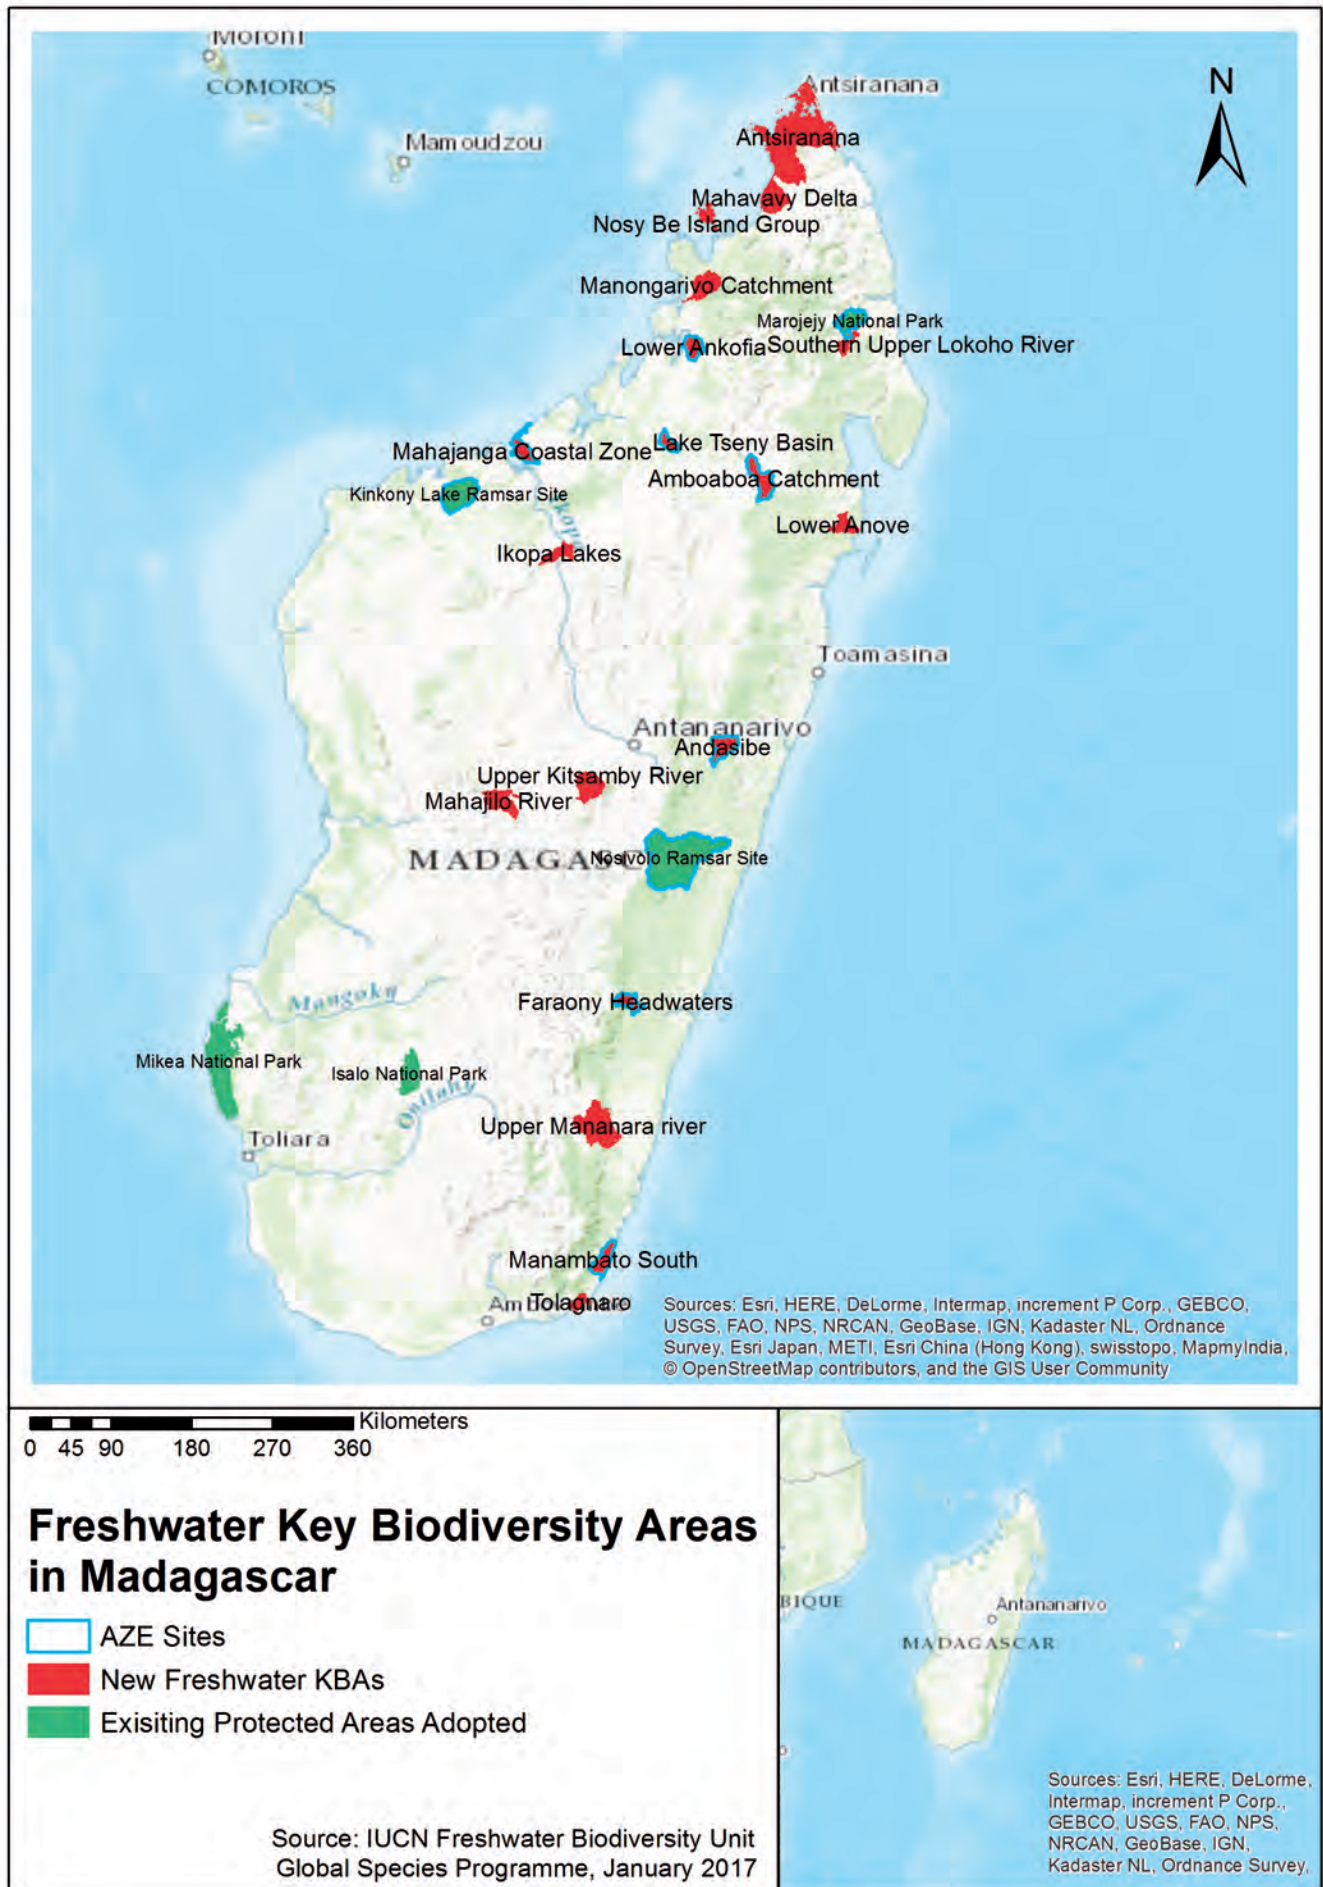 Moroni
COMOROS
Mamoudzou
Antsiranana
Antsiranana
N
Mahavavy Delta
Nosy Be Island Group
Manongarivo Catchment
Marojejy National Park
Lower Ankofia
Southern Upper Lokoho River
Mahajanga Coastal Zone
Lake Tseny Basin
Amboaboa Catchment
Kinkony Lake Ramsar Site
Ikopa
Lower Anove
Ikopa Lakes
Toamasina
Antananarivo
Andasibe
Upper Kitsamby River
Mahajilo River
MADAGASC
Nosivolo Ramsar Site
Mangoky
Faraony Headwaters
Mikea National Park
Isalo National Park
Onilahy
Upper Mananara river
Toliara
Manambato South
Tolagnaro
Sources: Esri, HERE, DeLorme, Intermap, increment P Corp., GEBCO,
USGS, FAO, NPS, NRCAN, GeoBase, IGN, Kadaster NL, Ordnance
Survey, Esri Japan, METI, Esri China (Hong Kong), swisstopo, MapmyIndia,
© OpenStreetMap contributors, and the GIS User Community
Kilometers
0 45 90 180 270 360
Freshwater Key Biodiversity Areas
in Madagascar
AZE Sites
New Freshwater KBAs
Exisiting Protected Areas Adopted
Source: IUCN Freshwater Biodiversity Unit
Global Species Programme, January 2017
BIQUE
Antananarivo
MADAGASCAR
Sources: Esri, HERE, DeLorme,
Intermap, increment P Corp.,
GEBCO, USGS, FAO, NPS,
NRCAN, GeoBase, IGN,
Kadaster NL, Ordnance Survey,